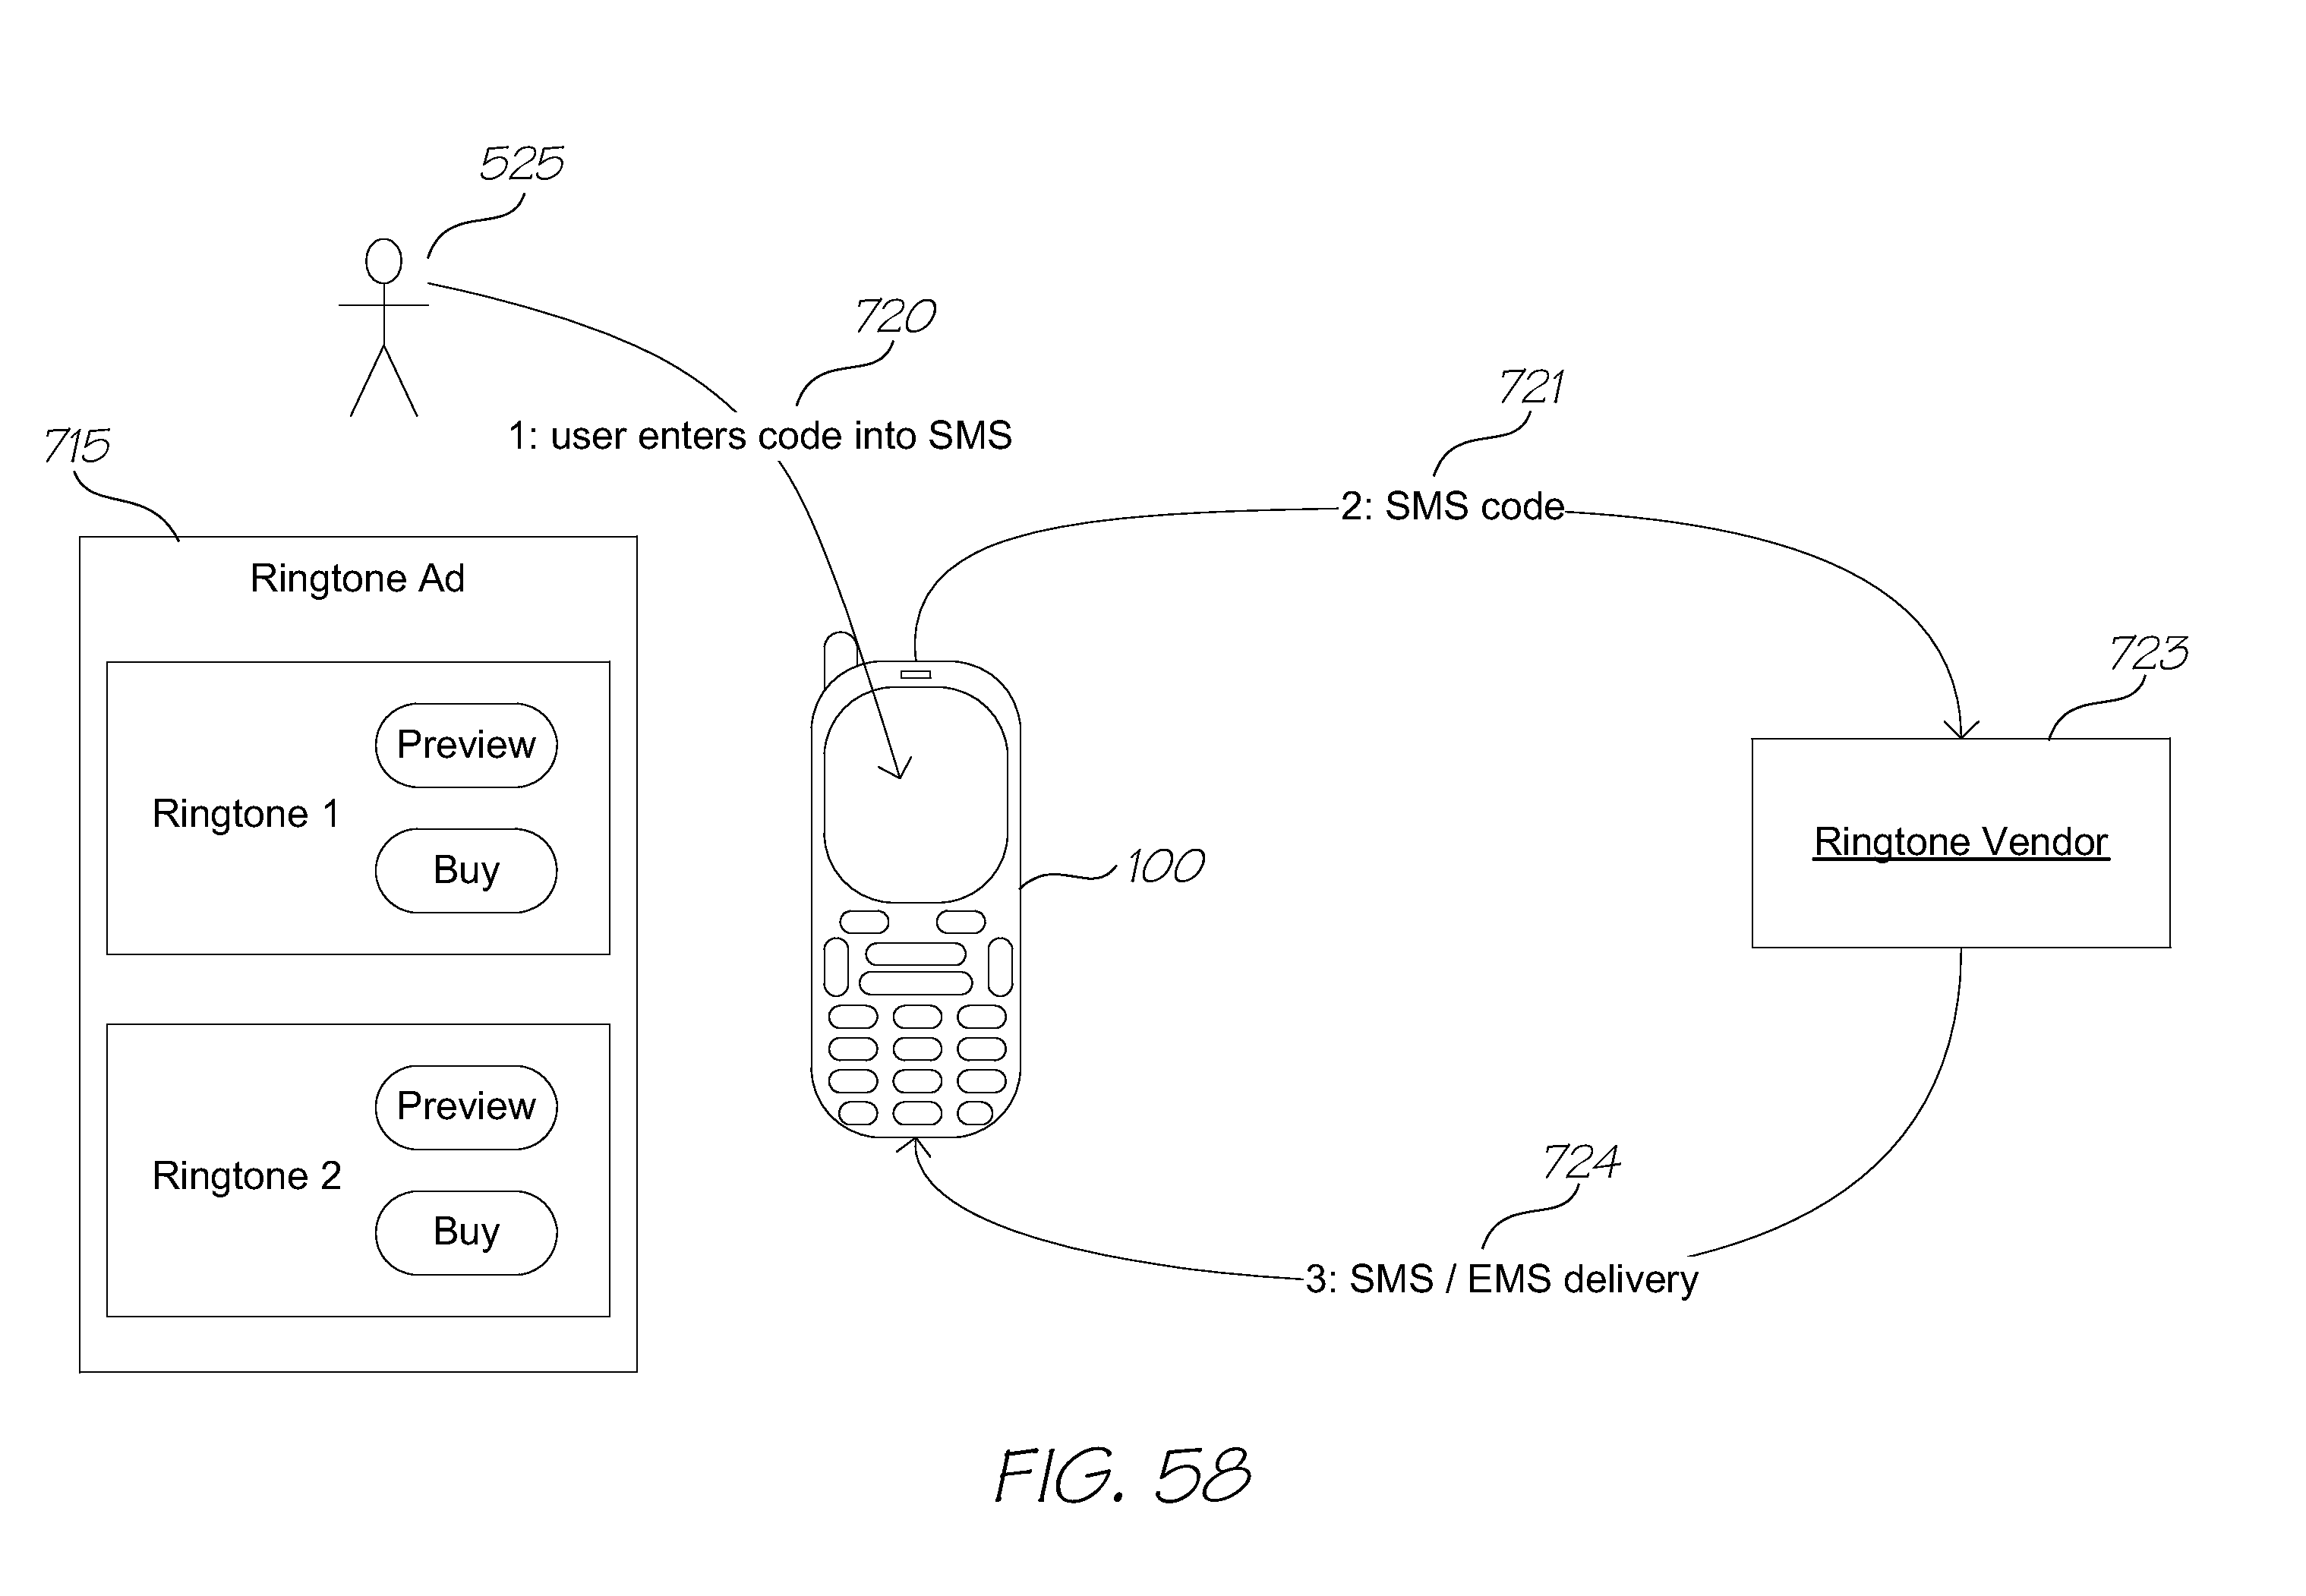 525
720
1: user enters code into SMS
721
2: SMS code
715
Ringtone Ad
Preview
Ringtone 1
Buy
Preview
Ringtone 2
Buy
100
723
Ringtone Vendor
724
3: SMS / EMS delivery
FIG. 58